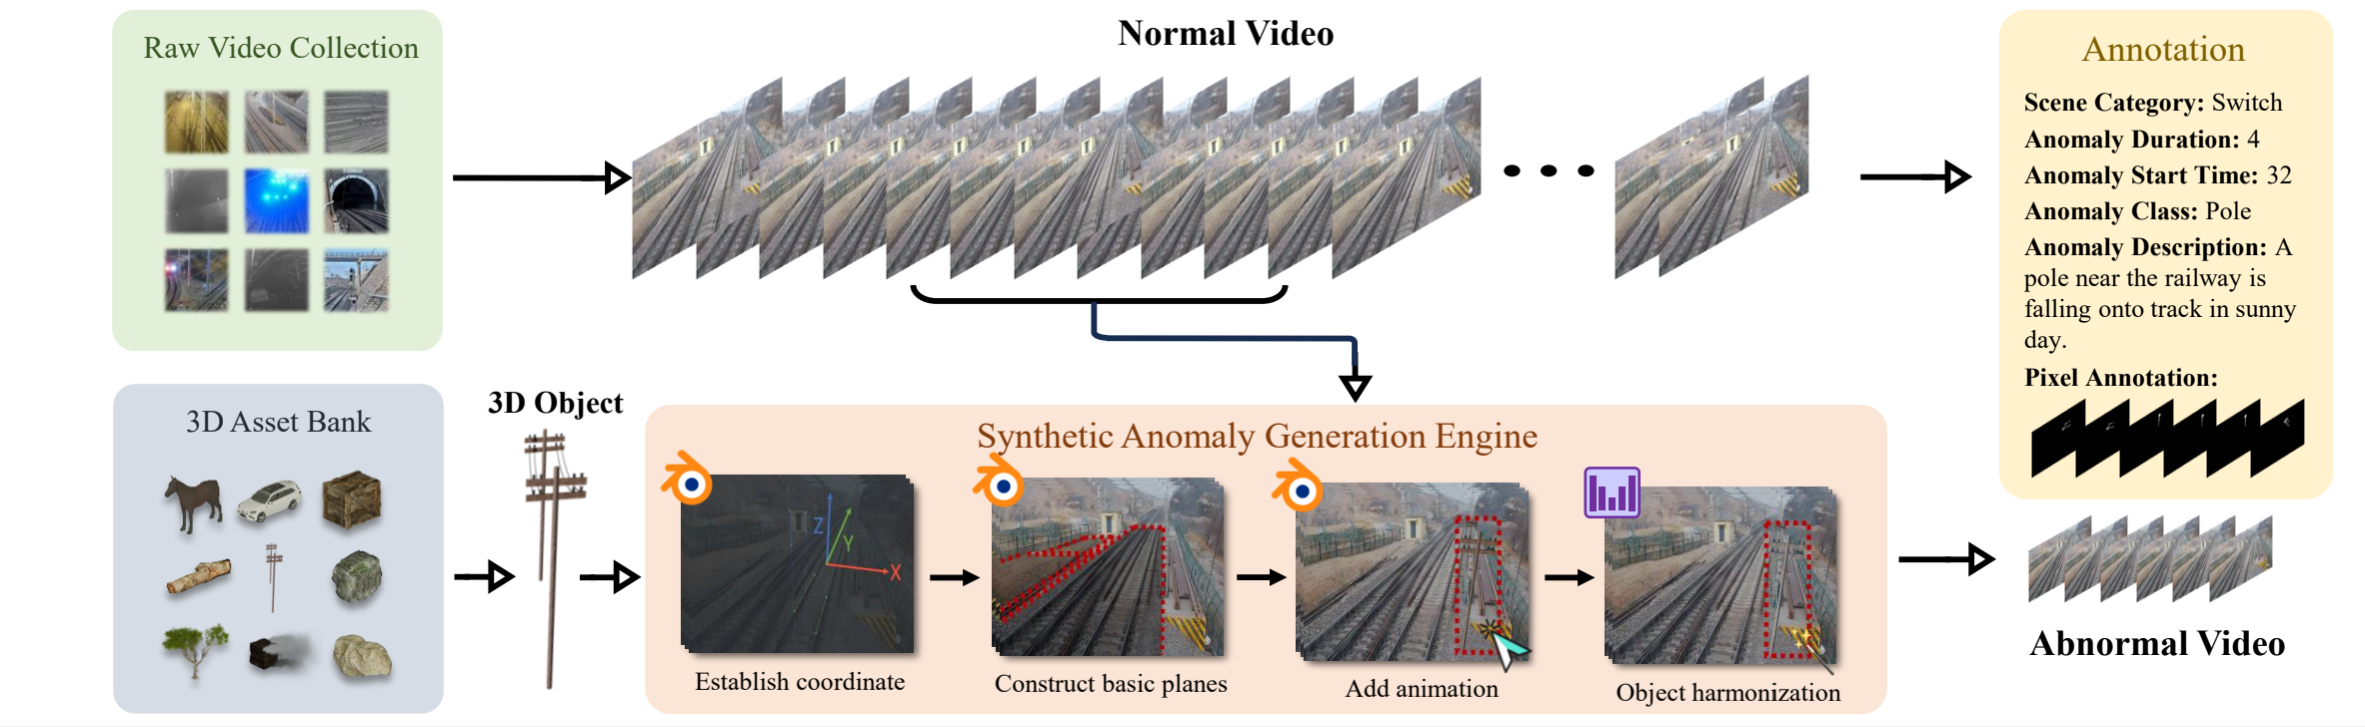 Raw Video Collection
Normal Video
Annotation
Scene Category: Switch
Anomaly Duration: 4
Anomaly Start Time: 32
Anomaly Class: Pole
Anomaly Description: A
pole near the railway is
falling onto track in sunny
day.
Pixel Annotation:
3D Asset Bank
3D Object
Synthetic Anomaly Generation Engine
Z
Y
X
Establish coordinate
Construct basic planes
Add animation
Object harmonization
Abnormal Video